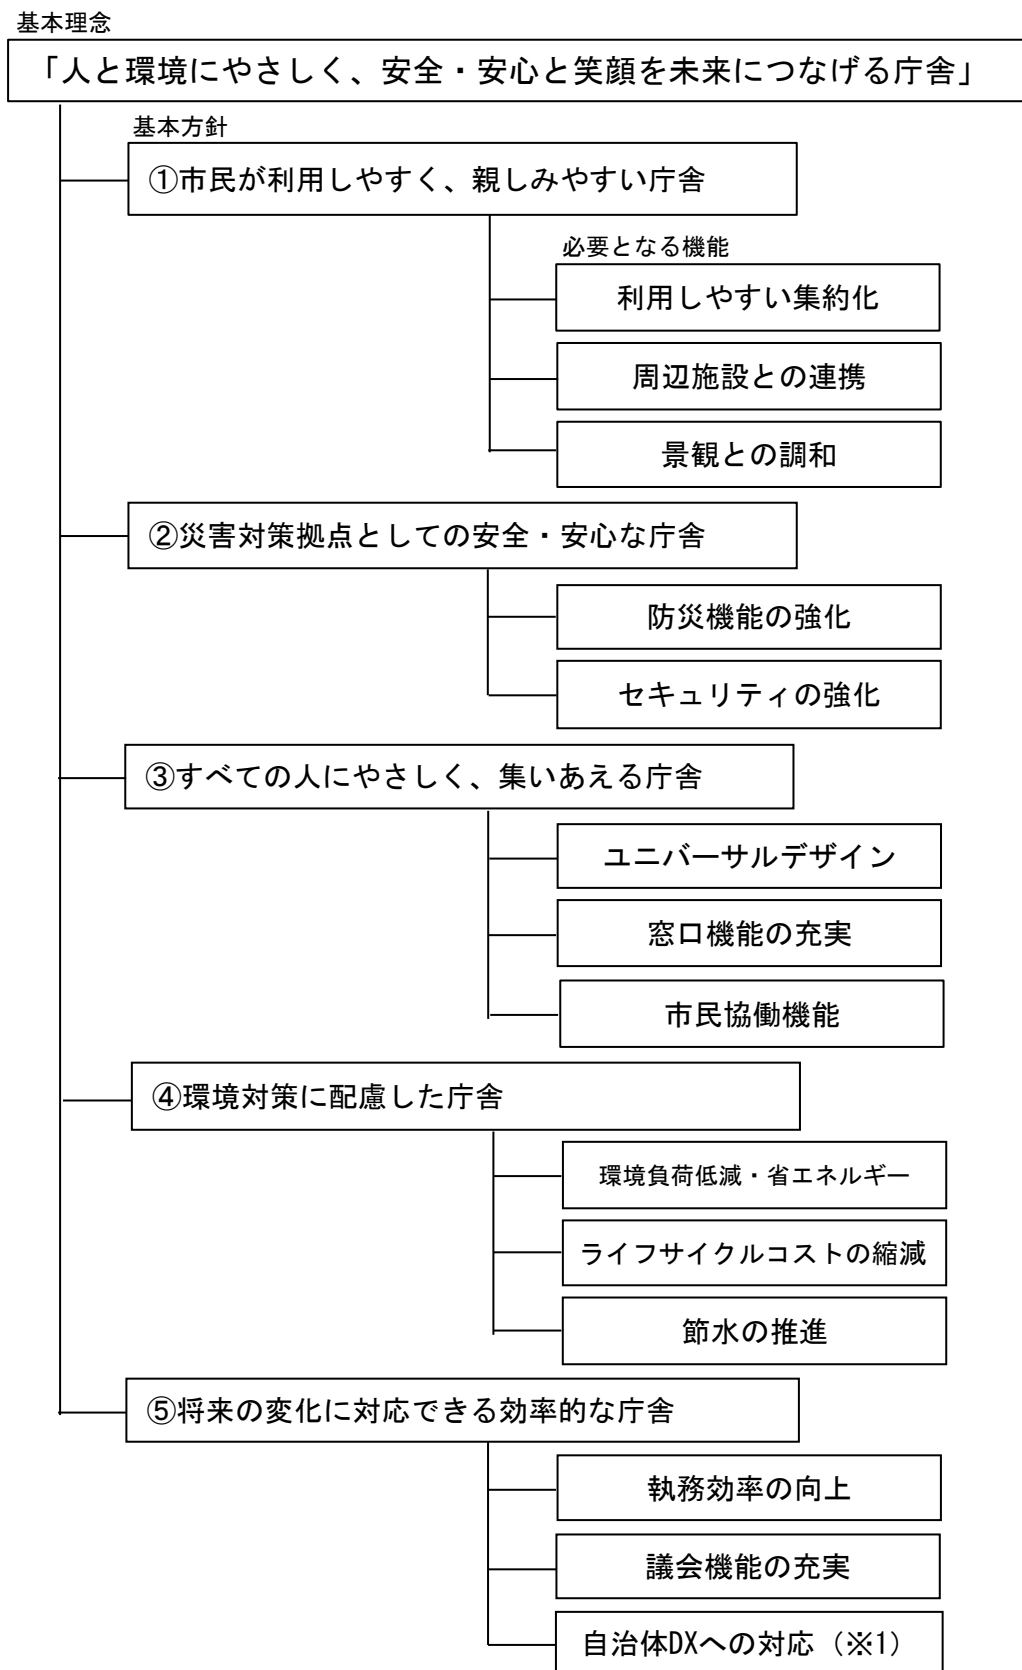 基本理念
「人と環境にやさしく、安全・安心と笑顔を未来につなげる庁舎」
基本方針
①市民が利用しやすく、親しみやすい庁舎
必要となる機能
利用しやすい集約化
周辺施設との連携
景観との調和
②災害対策拠点としての安全・安心な庁舎
防災機能の強化
セキュリティの強化
③すべての人にやさしく、集いあえる庁舎
ユニバーサルデザイン
窓口機能の充実
市民協働機能
④環境対策に配慮した庁舎
環境負荷低減・省エネルギー
ライフサイクルコストの縮減
節水の推進
⑤将来の変化に対応できる効率的な庁舎
執務効率の向上
議会機能の充実
自治体DXへの対応（※1）